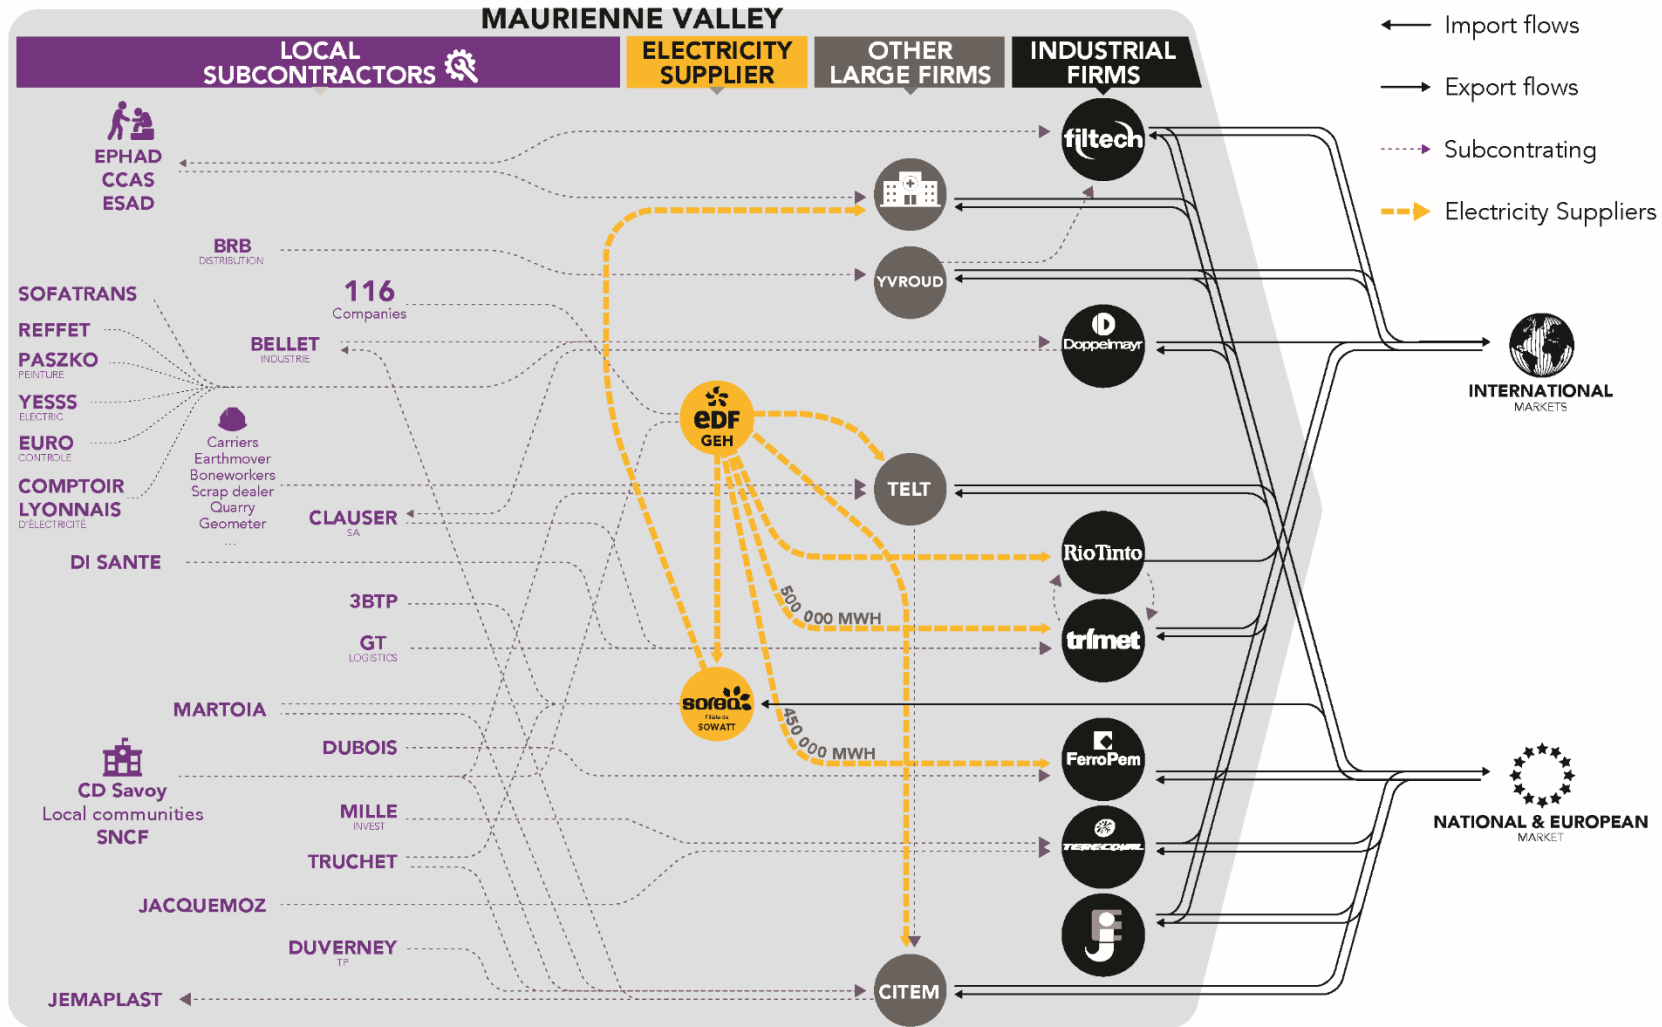 MAURIENNE VALLEY
LOCAL
SUBCONTRACTORS
ELECTRICITY
SUPPLIER
OTHER
LARGE FIRMS
INDUSTRIAL
FIRMS
Import flows
Export flows
Subcontrating
Electricity Suppliers
EPHAD
CCAS
ESAD
filtech
BRB
DISTRIBUTION
YVROUD
SOFATRANS
116
Companies
REFFET
BELLET
INDUSTRIE
Doppelmayr
PASZKO
PEINTURE
YESSS
ELECTRIC
EURO
CONTROLE
COMPTOIR
LYONNAIS
D'ÉLECTRICITÉ
Carriers
Earthmover
Boneworkers
Scrap dealer
Quarry
Geometer
...
eDF
GEH
INTERNATIONAL
MARKETS
CLAUSER
SA
TELT
DI SANTE
RioTinto
3BTP
500 000 MWH
GT
LOGISTICS
trimet
MARTOIA
sorea
Filiale de
SOWATT
450 000 MWH
DUBOIS
FerroPem
CD Savoy
Local communities
SNCF
NATIONAL & EUROPEAN
MARKET
MILLE
INVEST
TRUCHET
JACQUEMOZ
DUVERNEY
TP
JEMAPLAST
CITEM